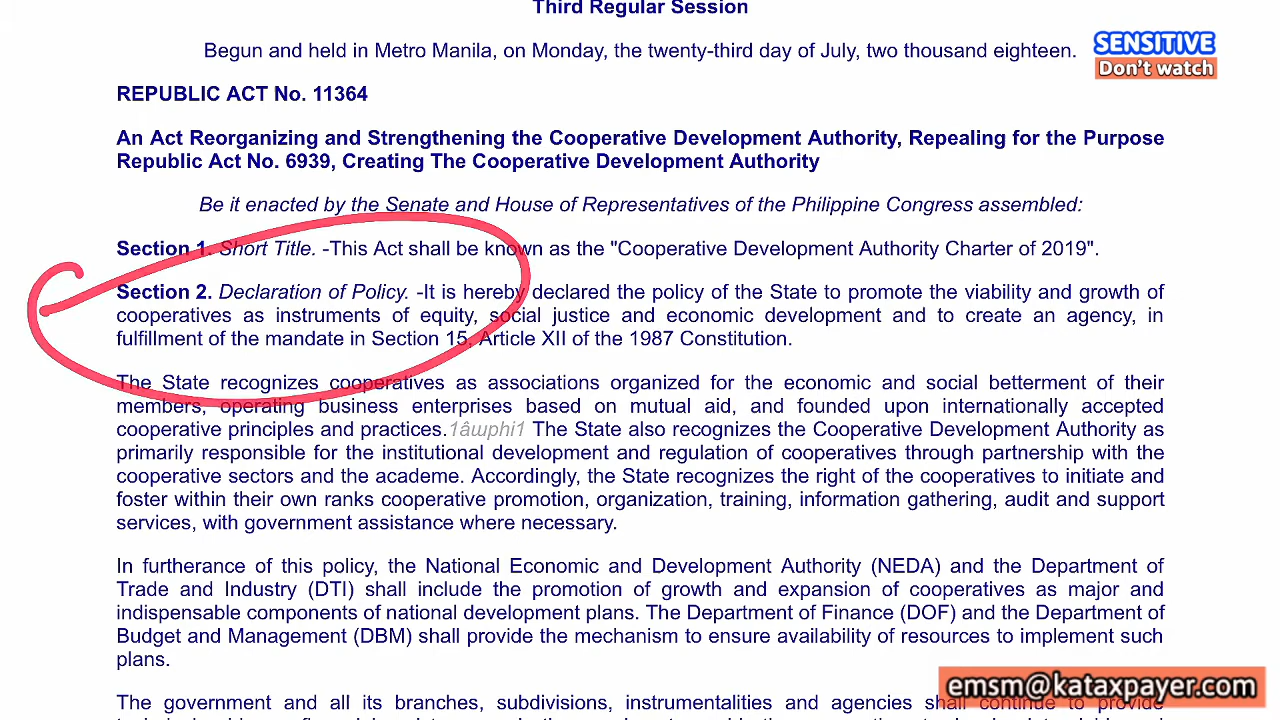 Third Regular Session
Begun and held in Metro Manila, on Monday, the twenty-third day of July, two thousand eighteen.
SENSITIVE
Don't watch
REPUBLIC ACT No. 11364
An Act Reorganizing and Strengthening the Cooperative Development Authority, Repealing for the Purpose
Republic Act No. 6939, Creating The Cooperative Development Authority
Be it enacted by the Senate and House of Representatives of the Philippine Congress assembled:
Section 1. Short Title. -This Act shall be known as the "Cooperative Development Authority Charter of 2019".
Section 2. Declaration of Policy. -It is hereby declared the policy of the State to promote the viability and growth of
cooperatives as instruments of equity, social justice and economic development and to create an agency, in
fulfillment of the mandate in Section 15, Article XII of the 1987 Constitution.
The State recognizes cooperatives as associations organized for the economic and social betterment of their
members, operating business enterprises based on mutual aid, and founded upon internationally accepted
cooperative principles and practices.1âшphi1 The State also recognizes the Cooperative Development Authority as
primarily responsible for the institutional development and regulation of cooperatives through partnership with the
cooperative sectors and the academe. Accordingly, the State recognizes the right of the cooperatives to initiate and
foster within their own ranks cooperative promotion, organization, training, information gathering, audit and support
services, with government assistance where necessary.
In furtherance of this policy, the National Economic and Development Authority (NEDA) and the Department of
Trade and Industry (DTI) shall include the promotion of growth and expansion of cooperatives as major and
indispensable components of national development plans. The Department of Finance (DOF) and the Department of
Budget and Management (DBM) shall provide the mechanism to ensure availability of resources to implement such
plans.
emsm@kataxpayer.com
The government and all its branches, subdivisions, instrumentalities and agencies shall continue to provide